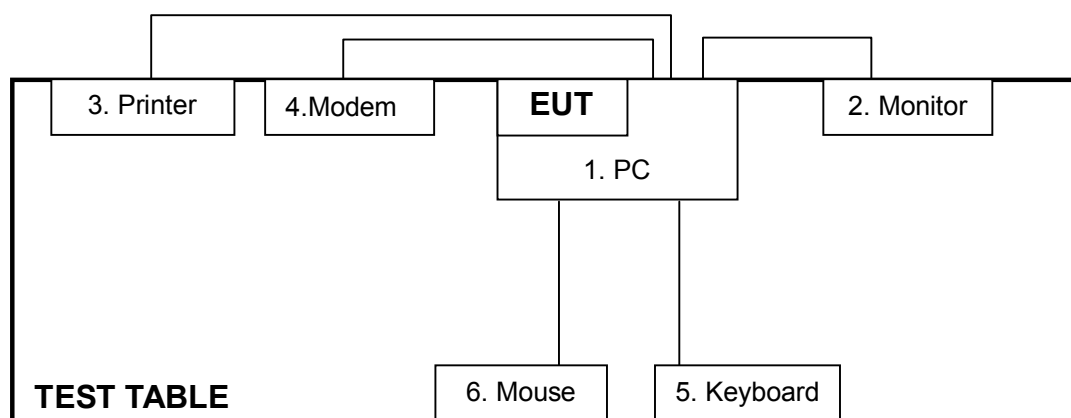 3. Printer
4.Modem
EUT
2. Monitor
1. PC
TEST TABLE
6. Mouse
5. Keyboard